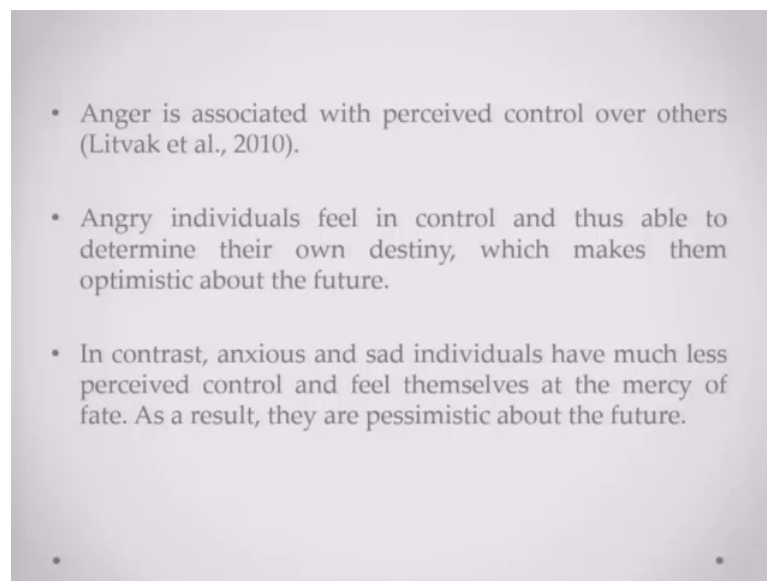 • Anger is associated with perceived control over others
(Litvak et al., 2010).
• Angry individuals feel in control and thus able to
determine their own destiny, which makes them
optimistic about the future.
• In contrast, anxious and sad individuals have much less
perceived control and feel themselves at the mercy of
fate. As a result, they are pessimistic about the future.